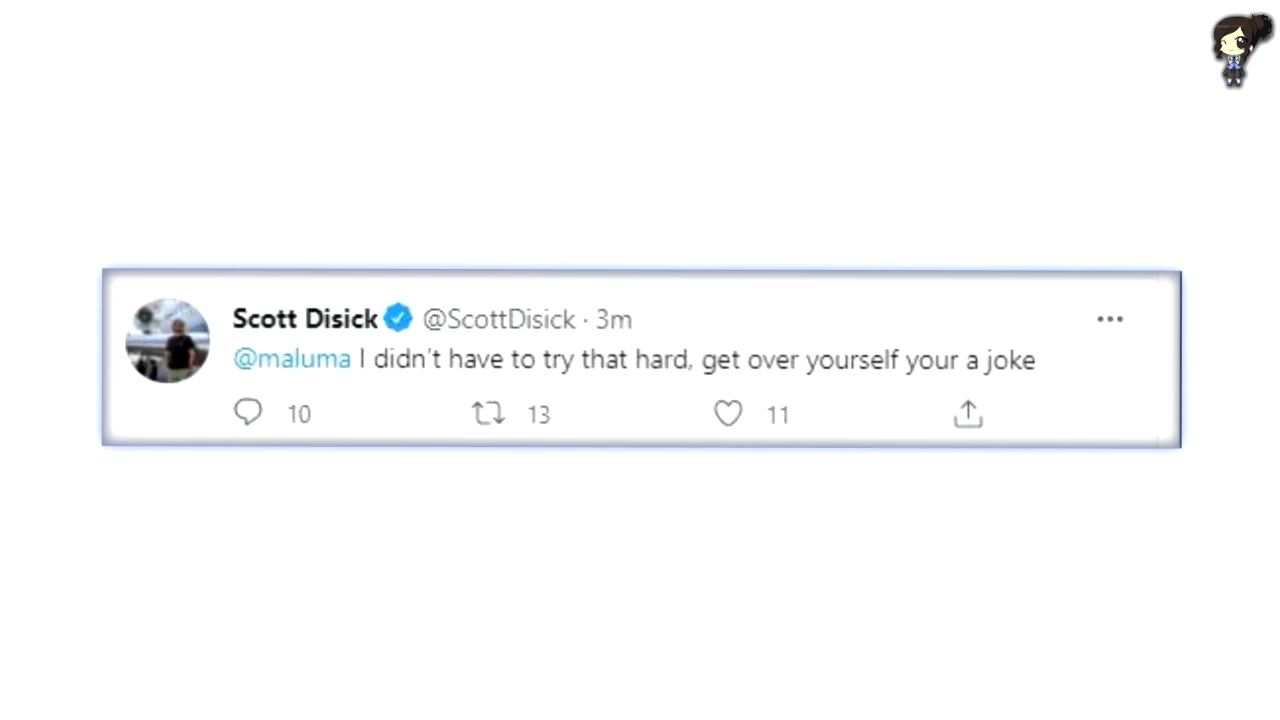 Scott Disick @ScottDisick · 3m
@maluma I didn't have to try that hard, get over yourself your a joke
10 13 11